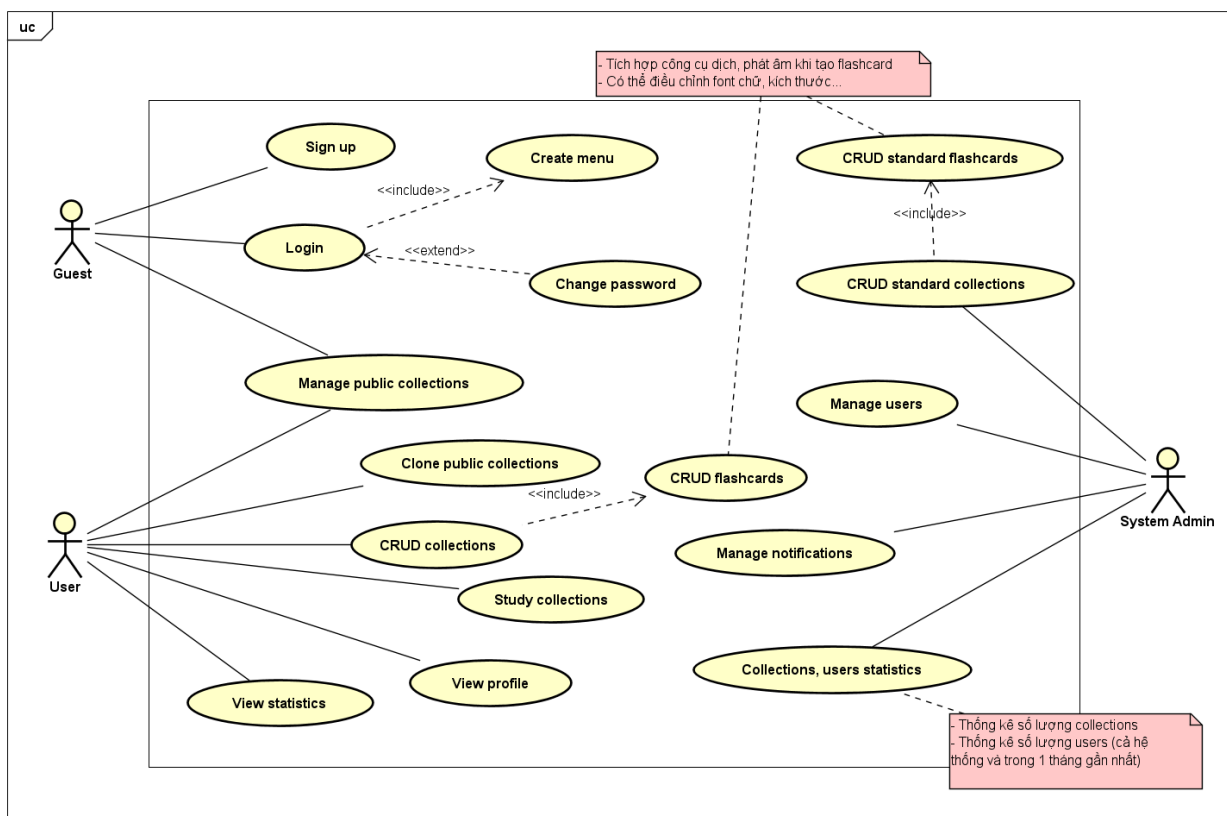 uc
- Tích hợp công cụ dịch, phát âm khi tạo flashcard
- Có thể điều chỉnh font chữ, kích thước...
Sign up
Create menu
CRUD standard flashcards
<<include>>
<<include>>
Login
<<extend>>
Guest
Change password
CRUD standard collections
Manage public collections
Manage users
Clone public collections
CRUD flashcards
<<include>>
System Admin
CRUD collections
Manage notifications
User
Study collections
Collections, users statistics
View profile
View statistics
- Thống kê số lượng collections
- Thống kê số lượng users (cả hệ
thống và trong 1 tháng gần nhất)